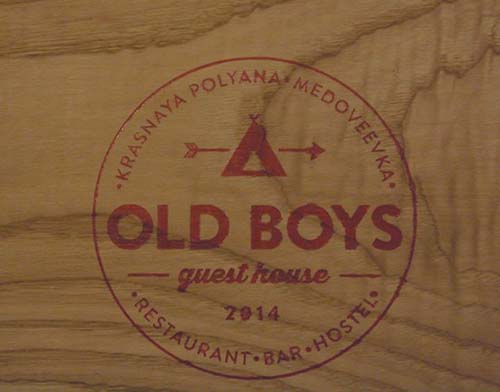 •KRASNAYA POLYANA•MEDOVEEVKA•
OLD BOYS
guest house
2014
•RESTAURANT•BAR•HOSTEL•